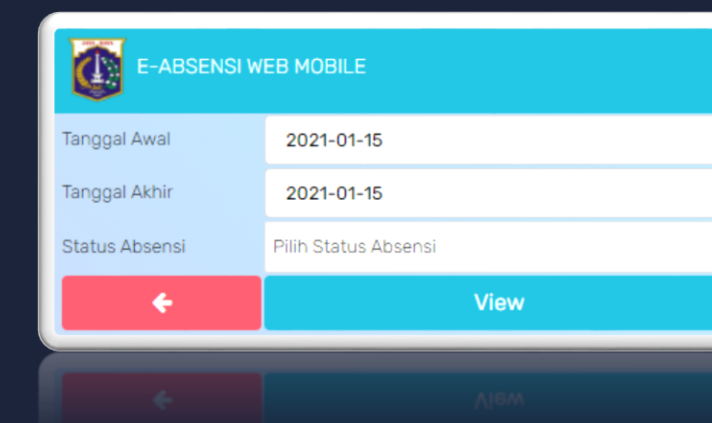 E-ABSENSI WEB MOBILE
Tanggal Awal 2021-01-15
Tanggal Akhir 2021-01-15
Status Absensi Pilih Status Absensi
View